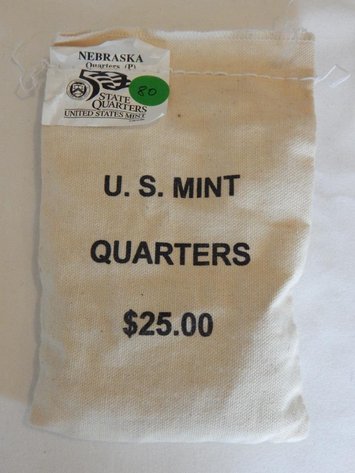 NEBRASKA
Quarters (P)
50
STATE
QUARTERS
UNITED STATES MINT
80
U. S. MINT
QUARTERS
$25.00